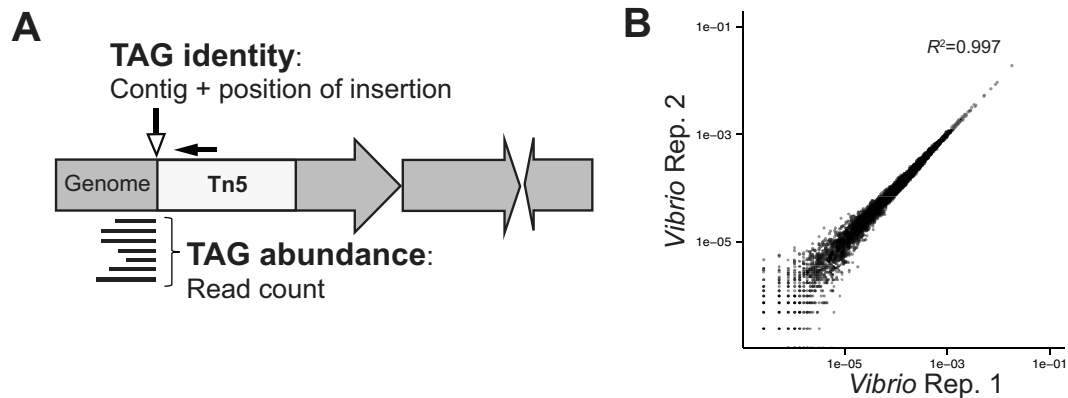 A
TAG identity:
Contig + position of insertion
Genome
Tn5
TAG abundance:
Read count
B
1e−01
R²=0.997
Vibrio Rep. 2
1e−03
1e−05
1e−05
1e−03
1e−01
Vibrio Rep. 1